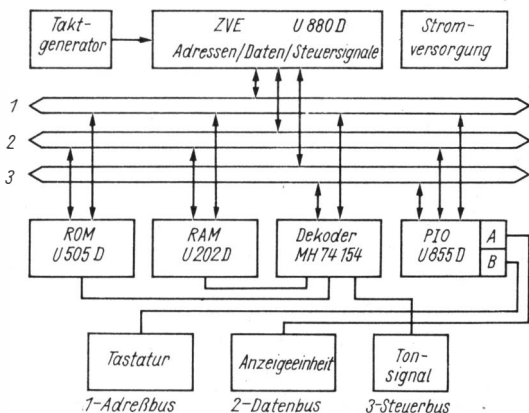 Takt-
generator
ZVE U 880 D
Adressen/Daten/Steuersignale
Strom-
versorgung
1
2
3
ROM
U 505 D
RAM
U 202 D
Dekoder
MH 74 154
PIO
U 855 D
A
B
Tastatur
Anzeigeeinheit
Ton-
signal
1-Adreßbus
2-Datenbus
3-Steuerbus